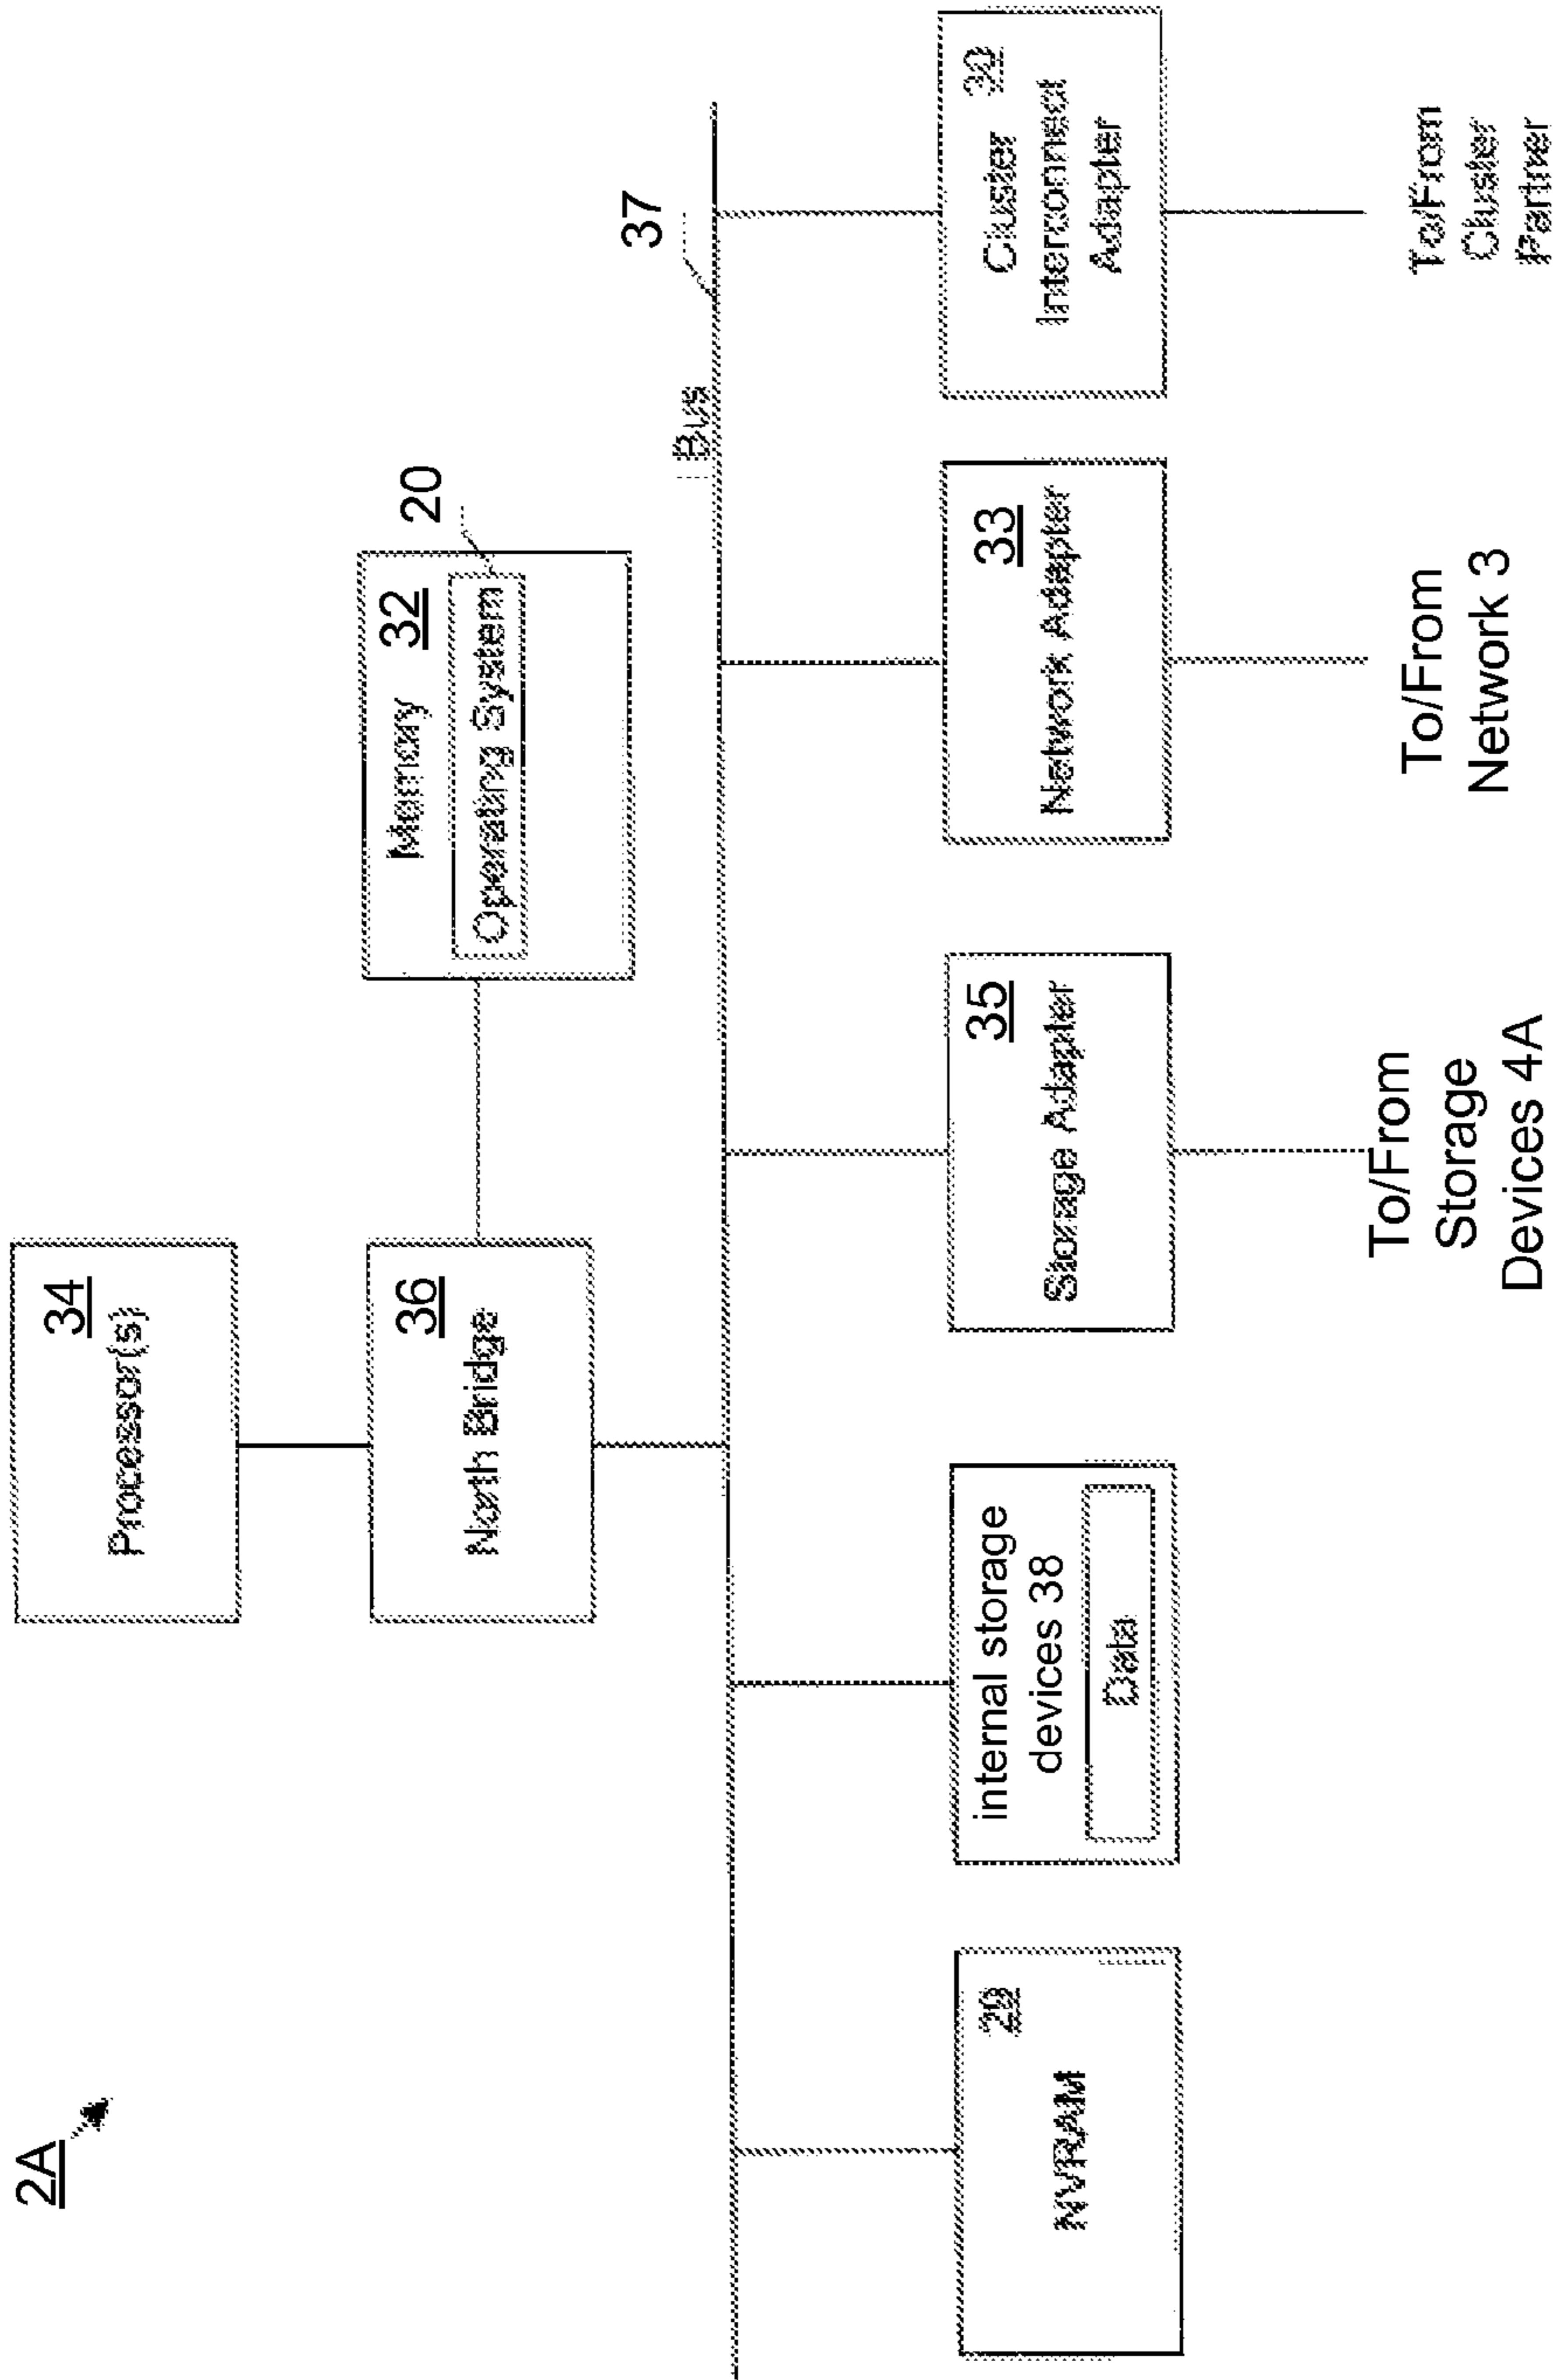 2A
34
Processor(s)
36
North Bridge
Memory 32
Operating System
20
Bus
37
29
NVRAM
internal storage
devices 38
Data
35
Storage Adapter
33
Network Adapter
30
Cluster
Interconnect
Adapter
To/From
Storage
Devices 4A
To/From
Network 3
To/From
Cluster
Partner